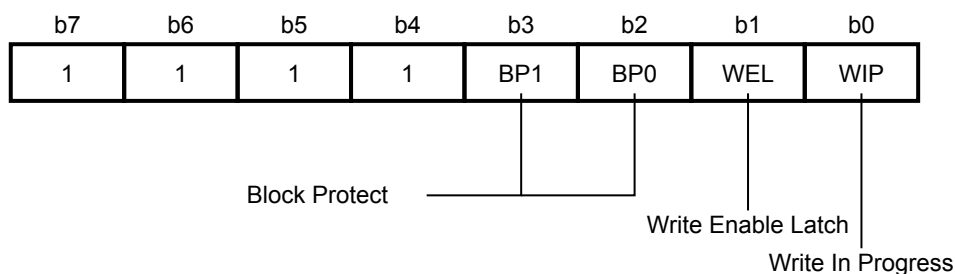 b7 b6 b5 b4 b3 b2 b1 b0
1 1 1 1 BP1 BP0 WEL WIP
Block Protect
Write Enable Latch
Write In Progress